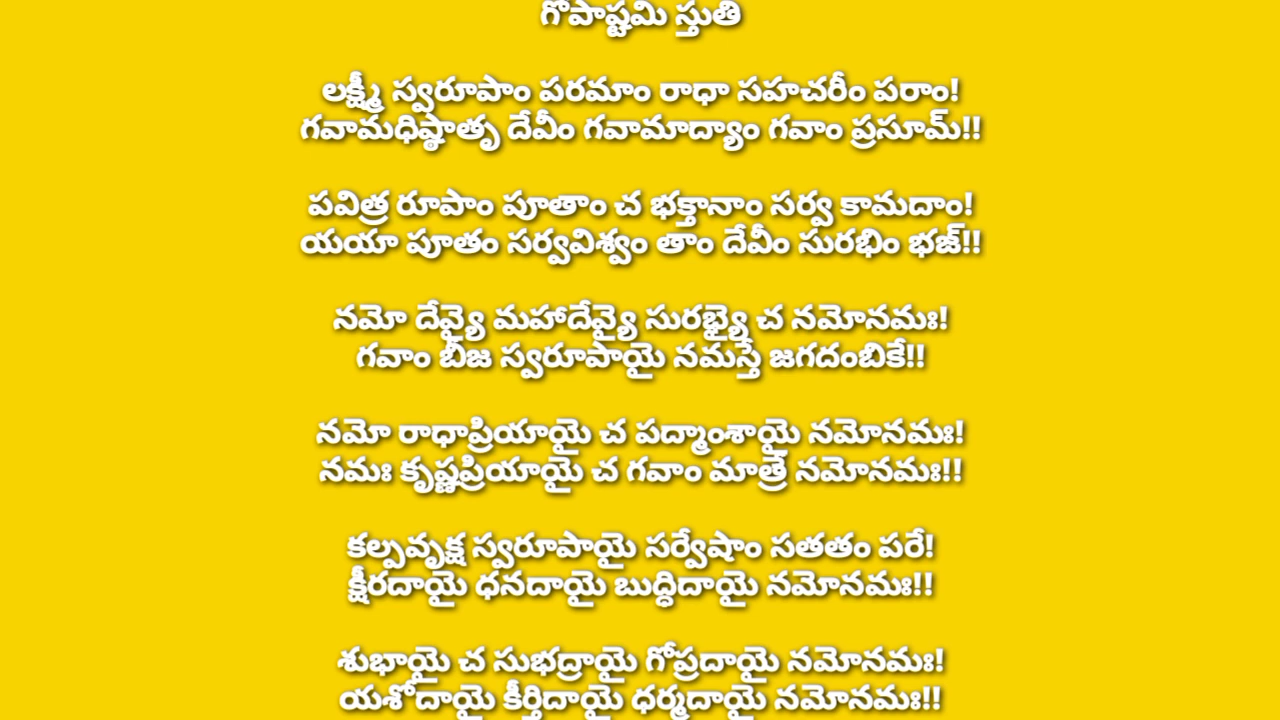 గోపాష్టమి స్తుతి
లక్ష్మీ స్వరూపాం పరమాం రాధా సహచరీం పరాం!
గవామధిష్ఠాతృ దేవీం గవామాద్యాం గవాం ప్రసూమ్!!
పవిత్ర రూపాం పూతాం చ భక్తానాం సర్వ కామదాం!
యయా పూతం సర్వవిశ్వం తాం దేవీం సురభిం భజ్!!
నమో దేవ్యై మహాదేవ్యై సురభ్యై చ నమోనమః!
గవాం బీజ స్వరూపాయై నమస్తే జగదంబికే!!
నమో రాధాప్రియాయై చ పద్మాంశాయై నమోనమః!
నమః కృష్ణప్రియాయై చ గవాం మాత్రే నమోనమః!!
కల్పవృక్ష స్వరూపాయై సర్వేషాం సతతం పరే!
క్షీరదాయై ధనదాయై బుద్ధిదాయై నమోనమః!!
శుభాయై చ సుభద్రాయై గోప్రదాయై నమోనమః!
యశోదాయై కీర్తిదాయై ధర్మదాయై నమోనమః!!